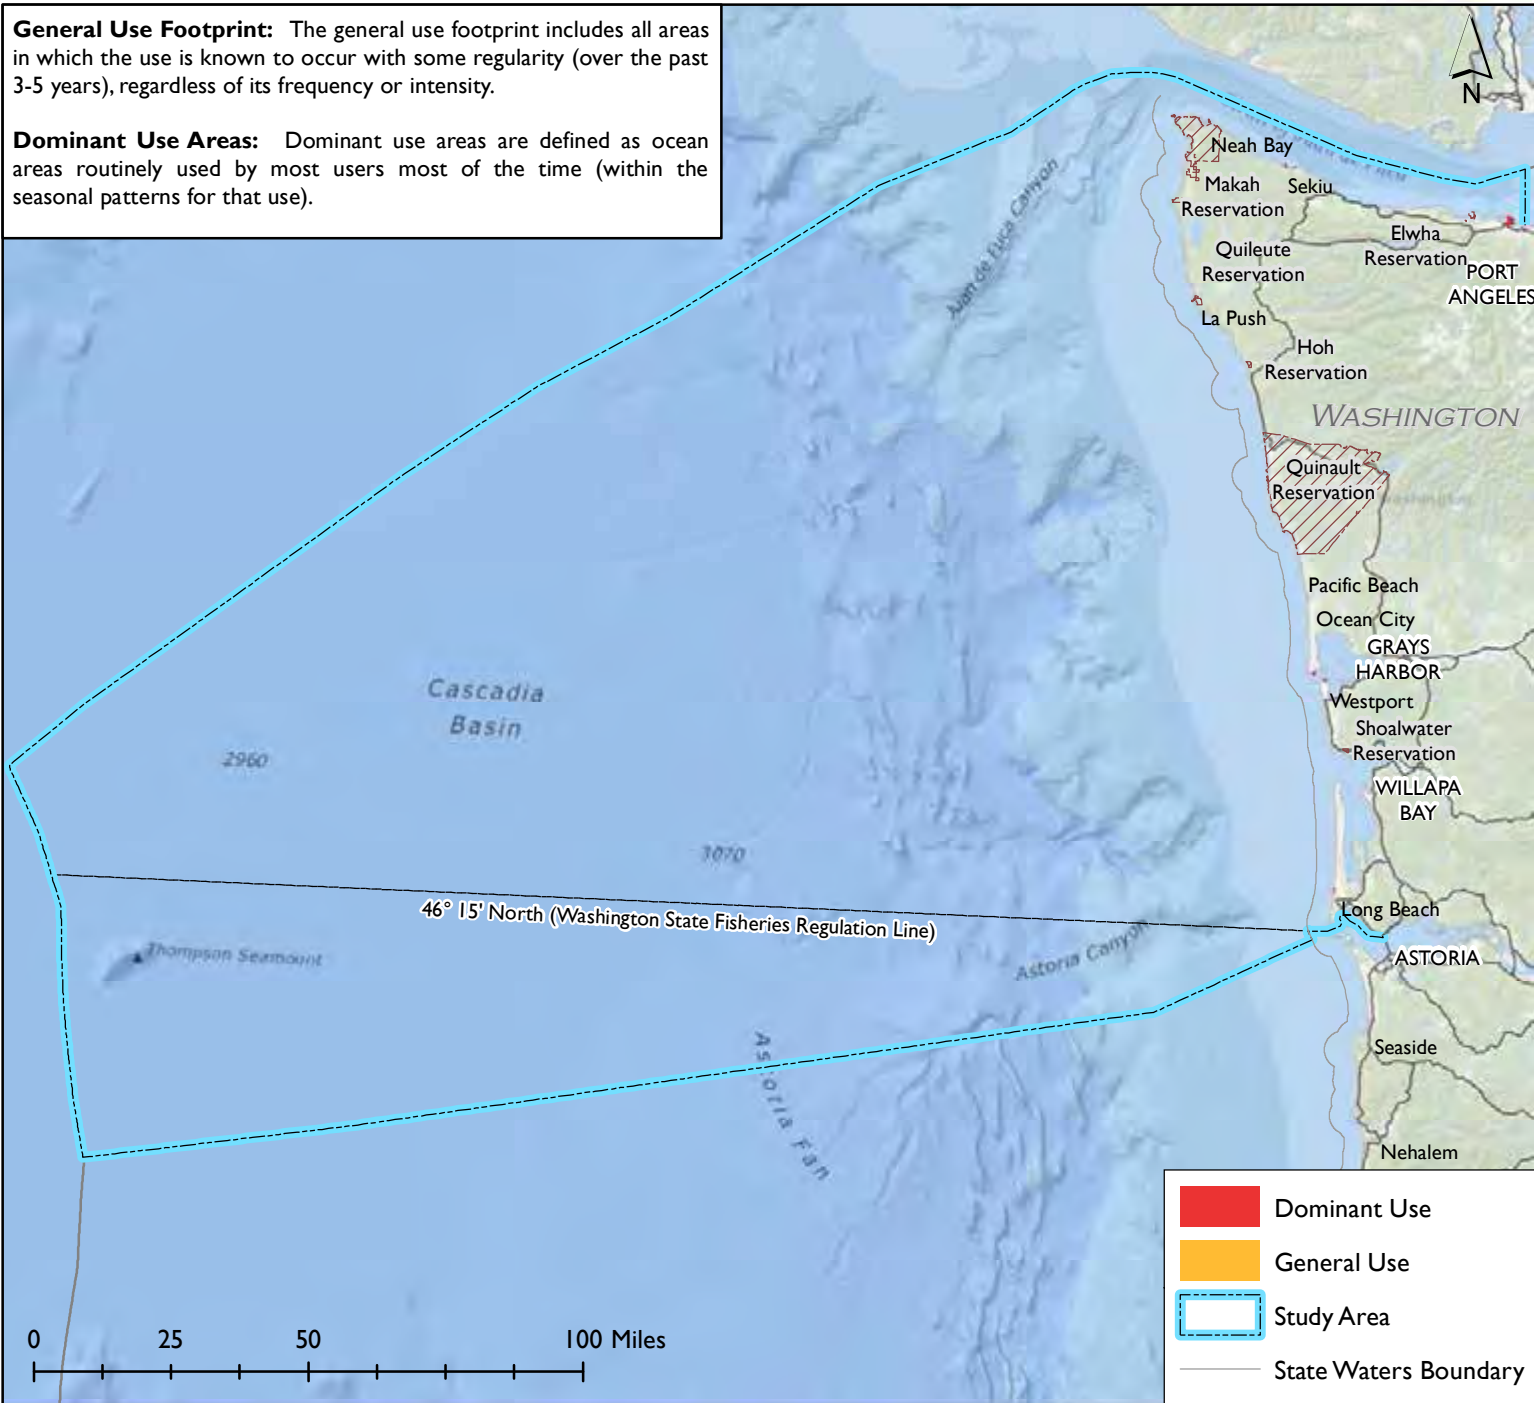 General Use Footprint: The general use footprint includes all areas
in which the use is known to occur with some regularity (over the past
3-5 years), regardless of its frequency or intensity.
Dominant Use Areas: Dominant use areas are defined as ocean
areas routinely used by most users most of the time (within the
seasonal patterns for that use).
N
Neah Bay
Makah
Reservation
Sekiu
Elwha
Reservation
PORT
ANGELES
Juan de Fuca Canyon
Quileute
Reservation
La Push
Hoh
Reservation
WASHINGTON
Quinault
Reservation
Washington
Pacific Beach
Ocean City
GRAYS
HARBOR
Westport
Shoalwater
Reservation
WILLAPA
BAY
Cascadia
Basin
2960
3070
46° 15' North (Washington State Fisheries Regulation Line)
Long Beach
ASTORIA
Thompson Seamount
Astoria Canyon
Astoria Fan
Seaside
Nehalem
Dominant Use
General Use
Study Area
State Waters Boundary
0 25 50 100 Miles